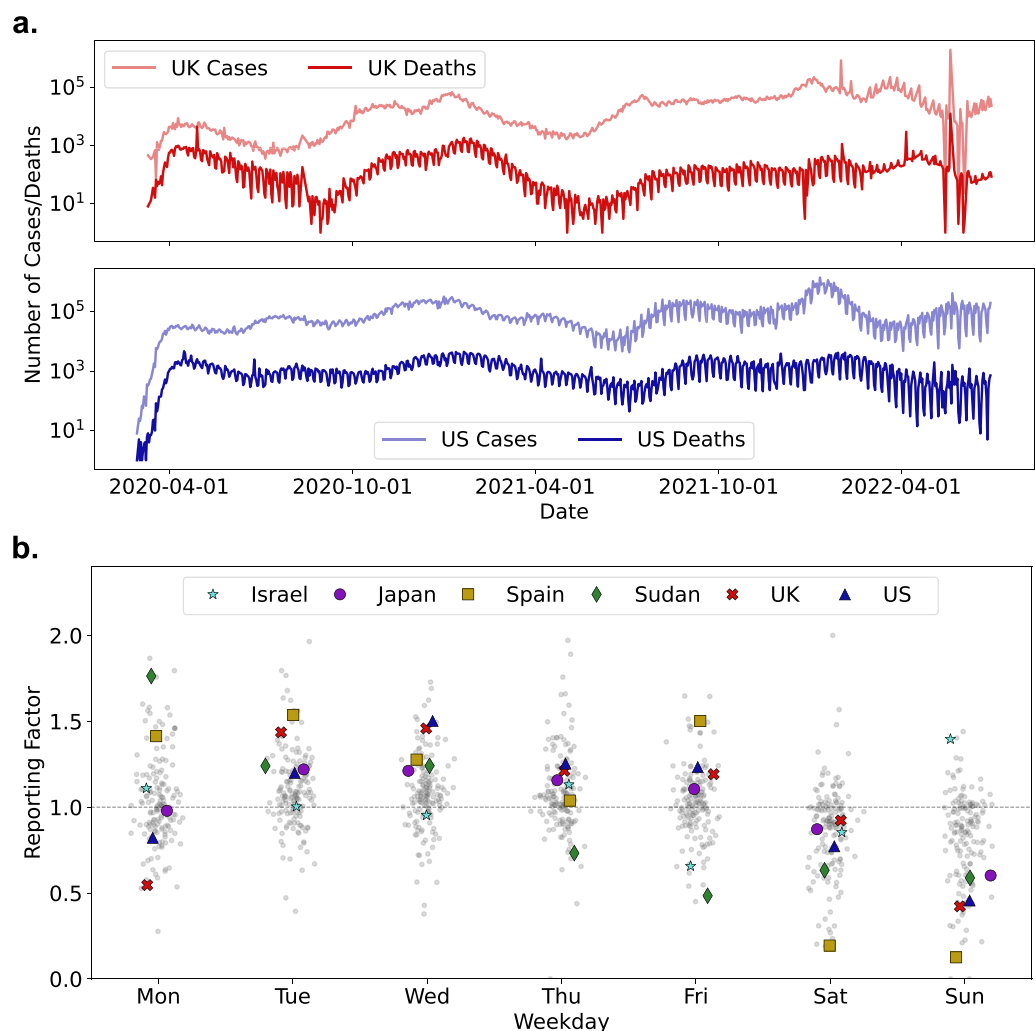 a.
UK Cases UK Deaths
10^5
10^3
10^1
Number of Cases/Deaths
10^5
10^3
10^1
US Cases US Deaths
2020-04-01 2020-10-01 2021-04-01 2021-10-01 2022-04-01
Date
b.
Israel Japan Spain Sudan UK US
2.0
1.5
1.0
0.5
0.0
Reporting Factor
Mon Tue Wed Thu Fri Sat Sun
Weekday